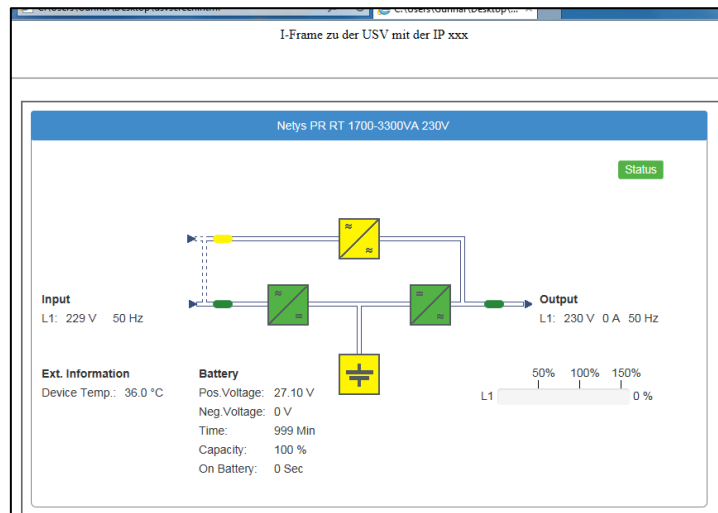 I-Frame zu der USV mit der IP xxx
Netys PR RT 1700-3300VA 230V
Status
Input
L1: 229 V 50 Hz
Output
L1: 230 V 0 A 50 Hz
Ext. Information
Device Temp.: 36.0 °C
Battery
Pos.Voltage: 27.10 V
Neg.Voltage: 0 V
Time: 999 Min
Capacity: 100 %
On Battery: 0 Sec
50% 100% 150%
L1 0 %